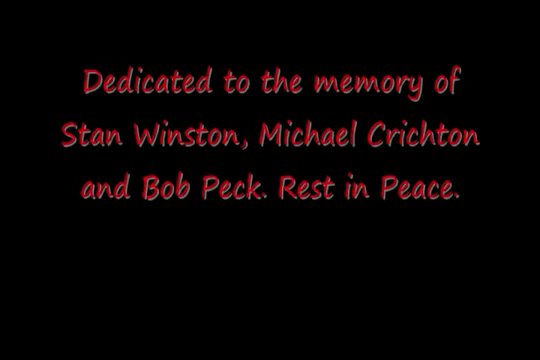 Dedicated to the memory of
Stan Winston, Michael Crichton
and Bob Peck. Rest in Peace.